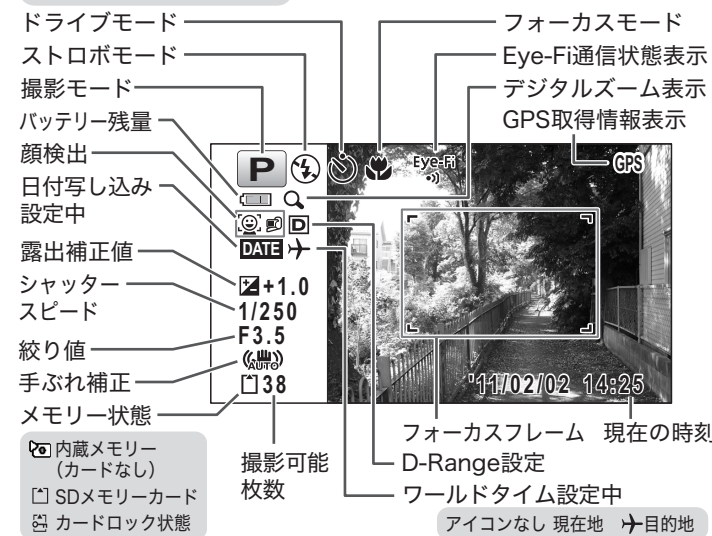 ドライブモード
ストロボモード
撮影モード
バッテリー残量
顔検出
日付写し込み
設定中
露出補正値
シャッター
スピード
絞り値
手ぶれ補正
メモリー状態
フォーカスモード
Eye-Fi通信状態表示
デジタルズーム表示
GPS取得情報表示
P
Eye-Fi
GPS
D
DATE
+1.0
1/250
F3.5
AUTO
38
'11/02/02 14:25
内蔵メモリー
(カードなし)
SDメモリーカード
カードロック状態
撮影可能
枚数
フォーカスフレーム 現在の時刻
D-Range設定
ワールドタイム設定中
アイコンなし 現在地 目的地